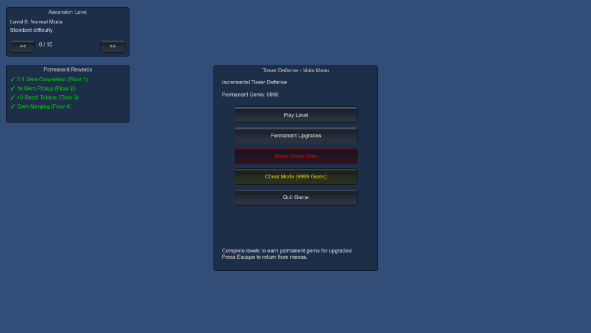 Ascension Level
Level 0: Normal Mode
Standard difficulty
<<
0 / 10
>>
Permanent Rewards
✓ 2:1 Gem Conversion (Floor 1)
✓ Gem Pickup (Floor 2)
✓ +3 Reroll Tokens (Floor 3)
✓ Gem Merging (Floor 4)
Tower Defense - Main Menu
Incremental Tower Defense
Permanent Gems: 9999
Play Level
Permanent Upgrades
Reset Game Data
Cheat Mode (9999 Gems)
Quit Game
Complete levels to earn permanent gems for upgrades!
Press Escape to return from menus.